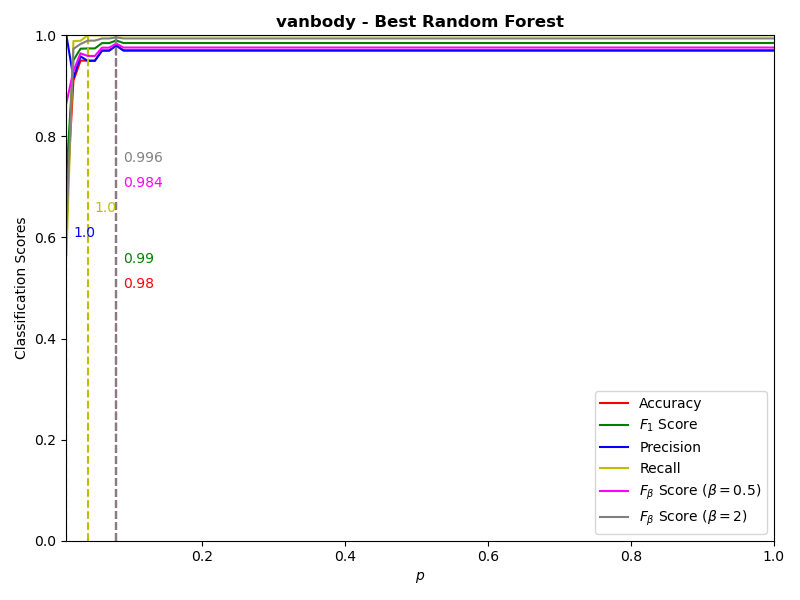 vanbody - Best Random Forest
1.0
0.8
0.6
0.4
0.2
0.0
Classification Scores
0.996
0.984
1.0
1.0
0.99
0.98
Accuracy
F₁ Score
Precision
Recall
Fᵦ Score (β = 0.5)
Fᵦ Score (β = 2)
0.2 0.4 0.6 0.8 1.0
p